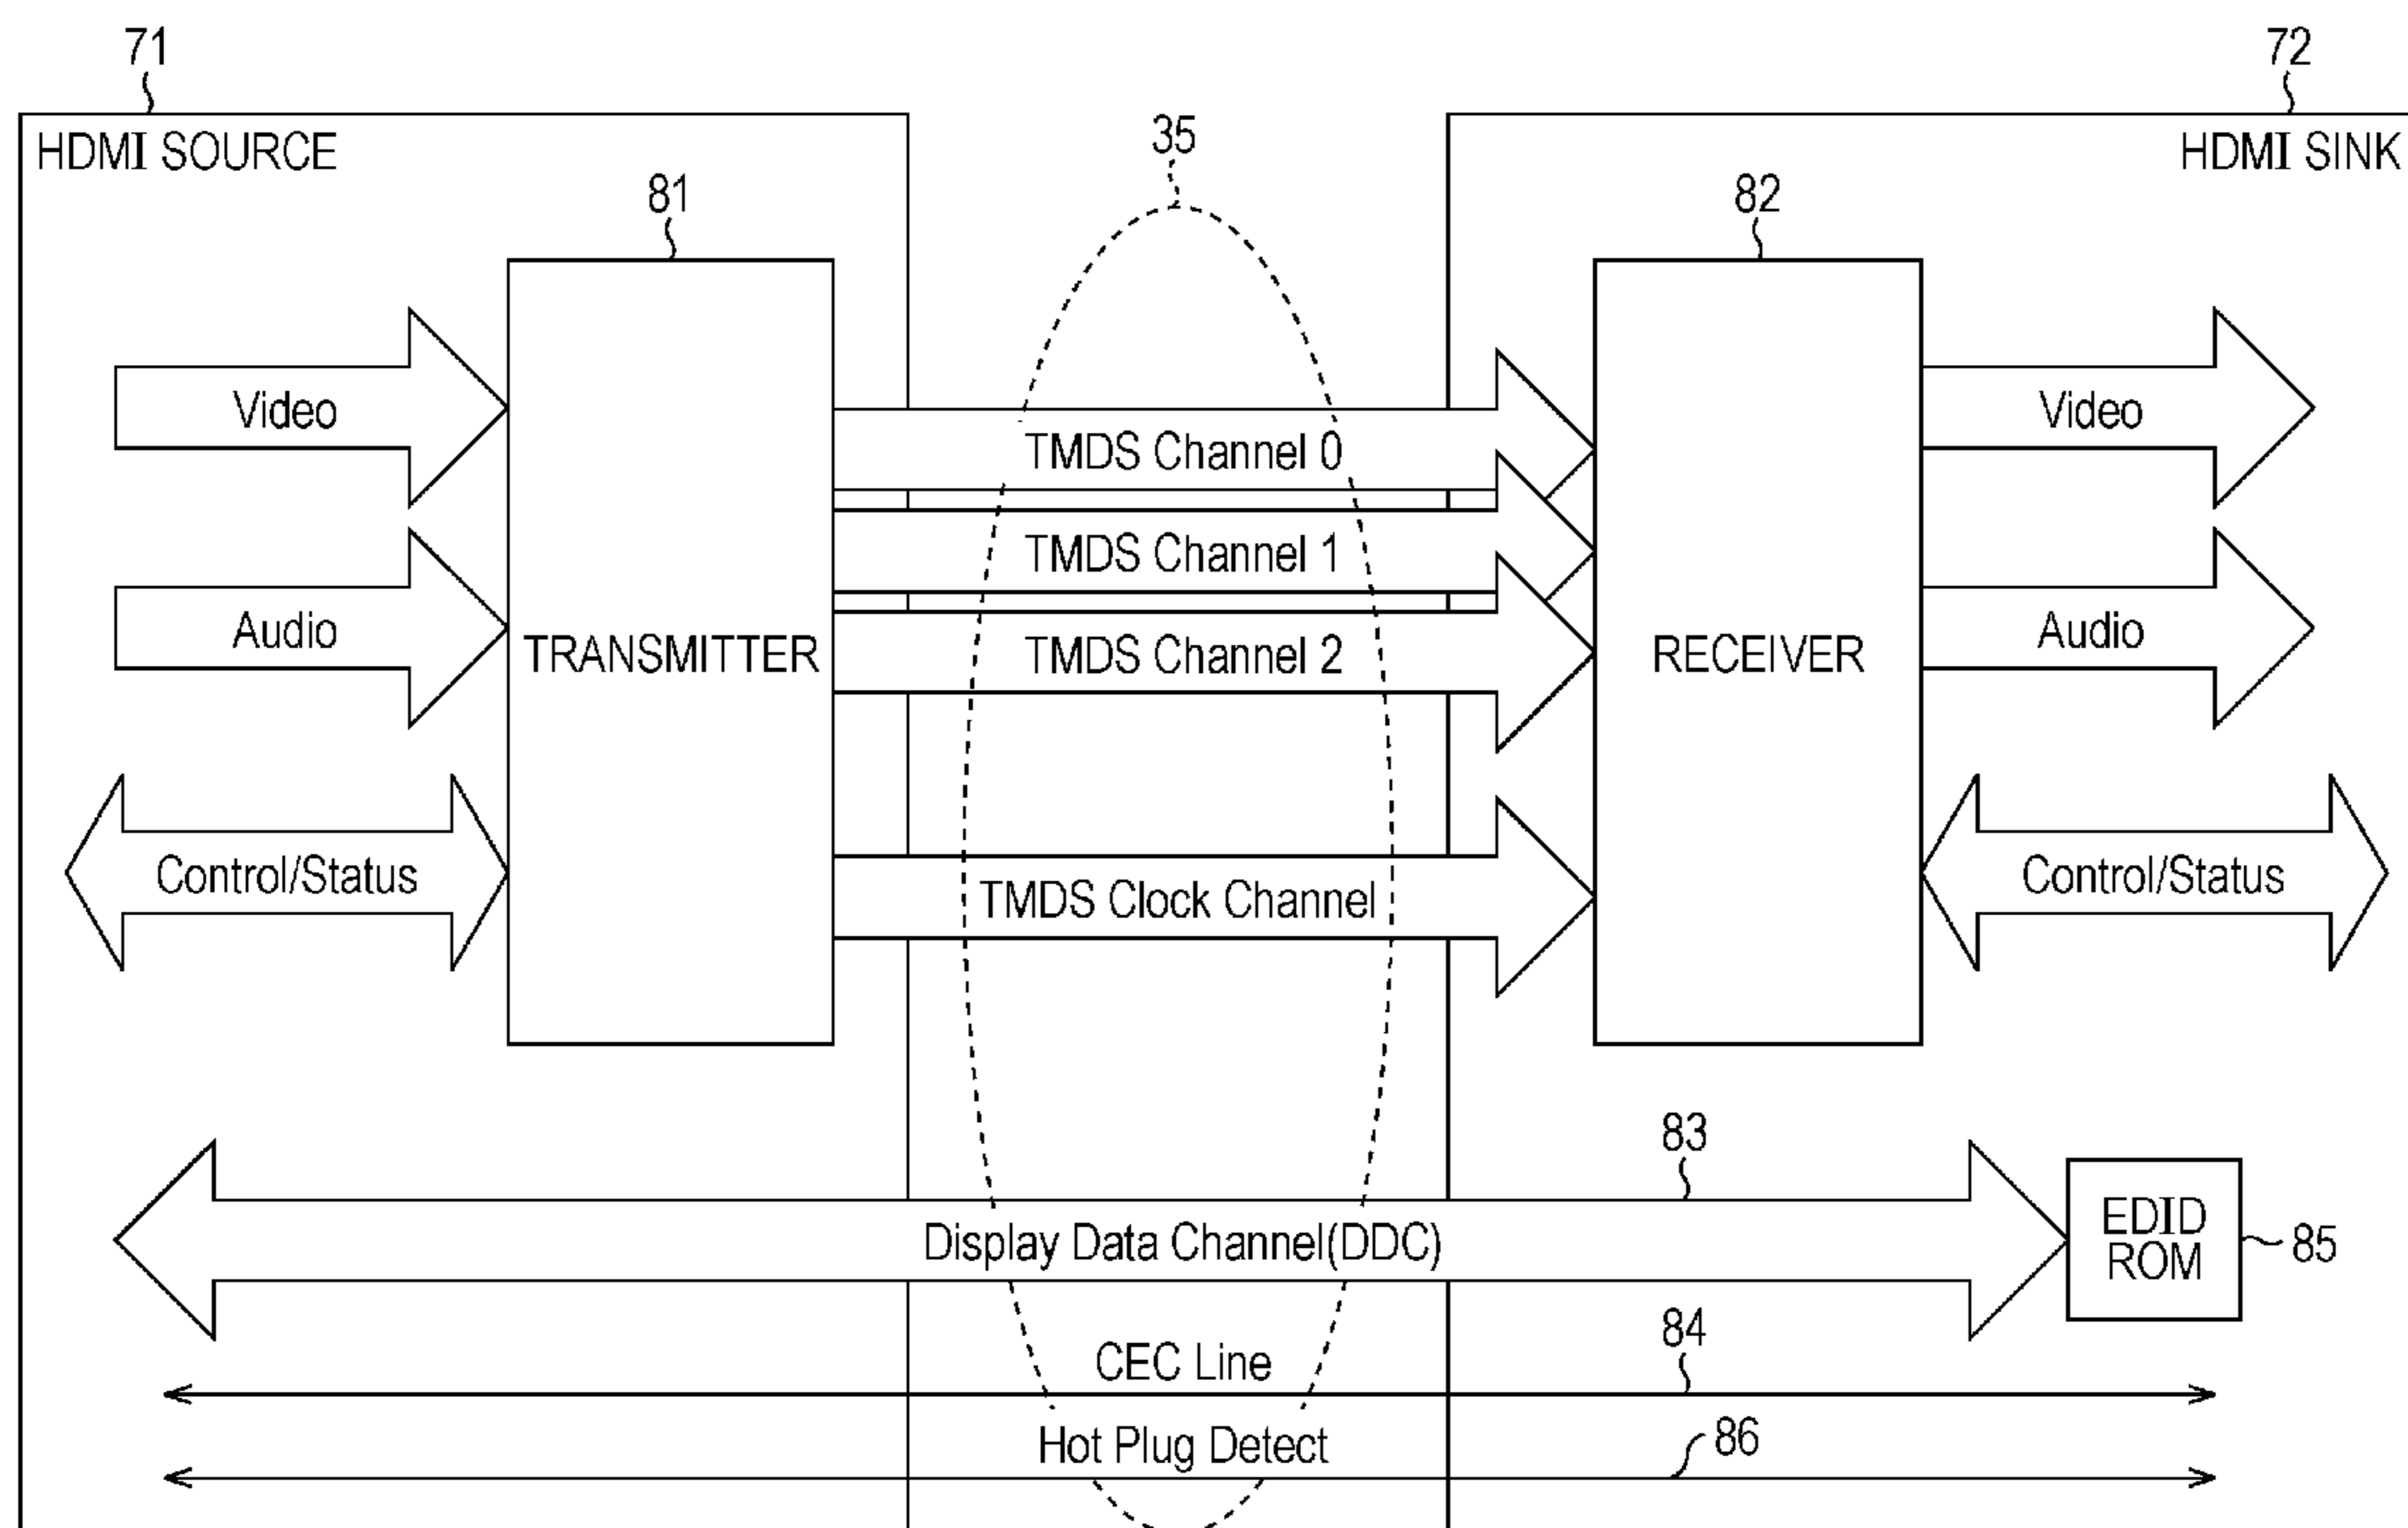 71
72
HDMI SOURCE
35
HDMI SINK
81
82
Video
TMDS Channel 0
Video
TMDS Channel 1
Audio
TRANSMITTER
TMDS Channel 2
RECEIVER
Audio
Control/Status
TMDS Clock Channel
Control/Status
83
Display Data Channel(DDC)
EDID
ROM
85
84
CEC Line
86
Hot Plug Detect